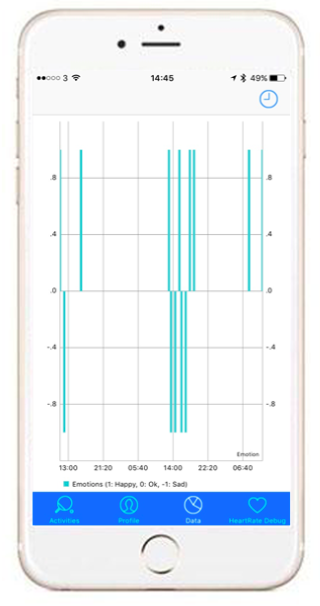 3 14:45 49%
.8 .8
.4 .4
.0 .0
-.4 -.4
-.8 -.8
Emotion
13:00 21:20 05:40 14:00 22:20 06:40
Emotions (1: Happy, 0: Ok, -1: Sad)
Activities Profile Data HeartRate Debug